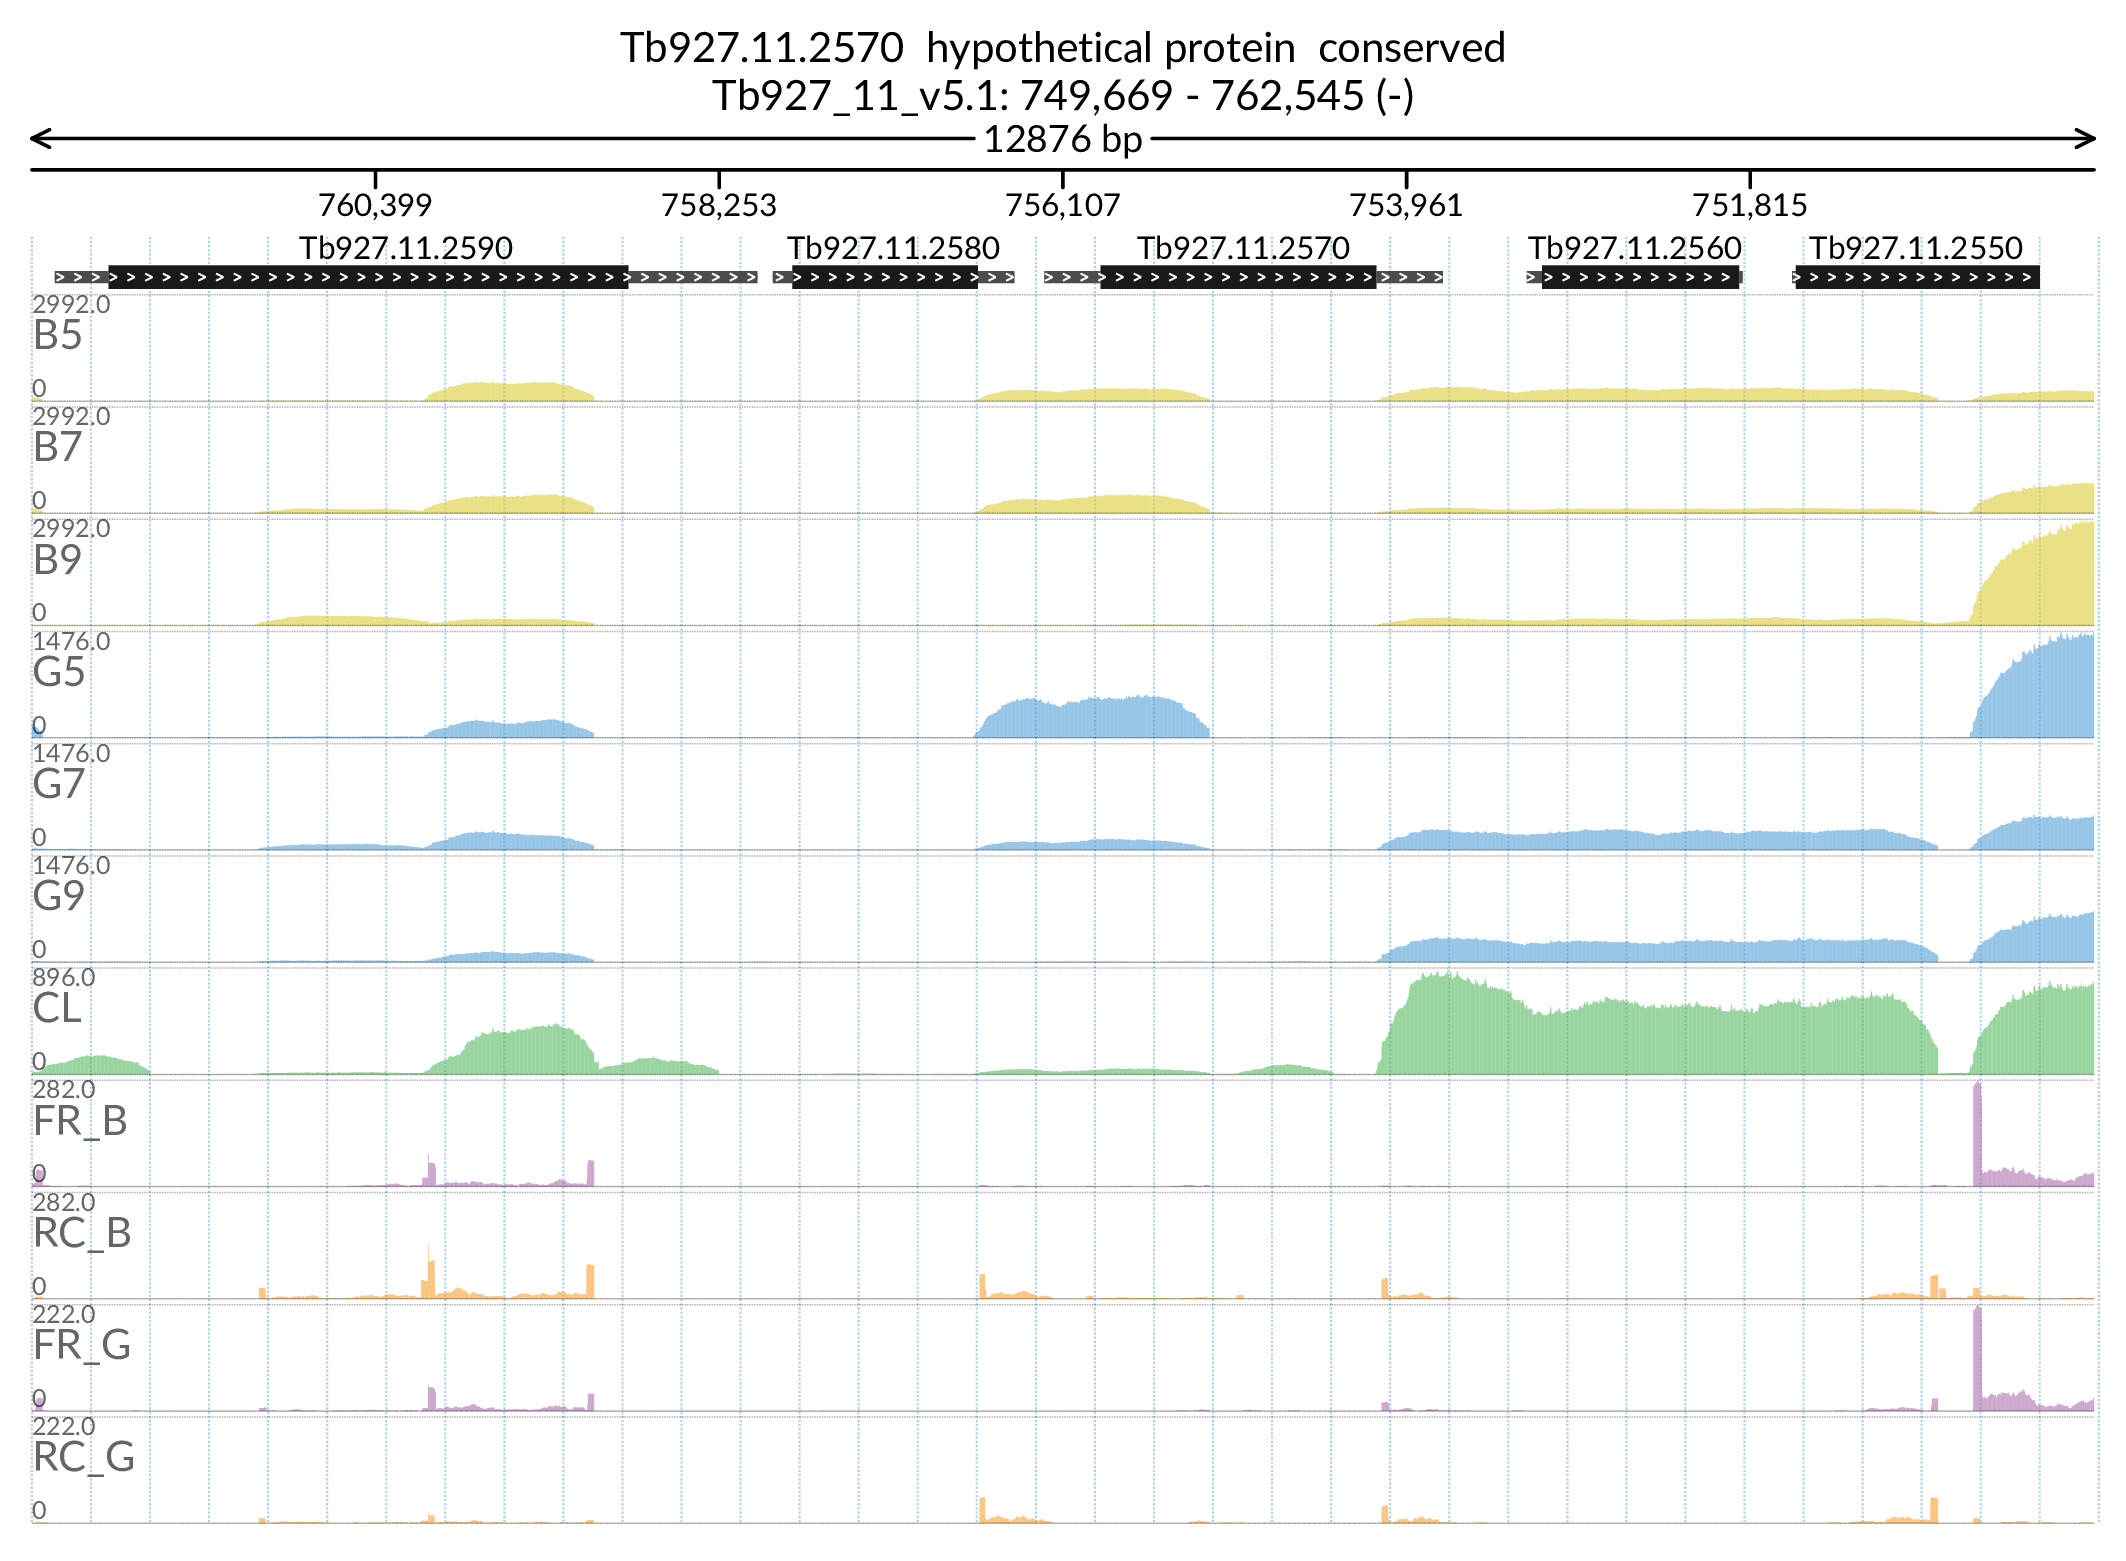 Tb927.11.2570  hypothetical protein  conserved
Tb927_11_v5.1: 749,669 - 762,545 (-)
12876 bp
760,399 758,253 756,107 753,961 751,815
Tb927.11.2590 Tb927.11.2580 Tb927.11.2570 Tb927.11.2560 Tb927.11.2550
2992.0
B5
0
2992.0
B7
0
2992.0
B9
0
1476.0
G5
0
1476.0
G7
0
1476.0
G9
0
896.0
CL
0
282.0
FR_B
0
282.0
RC_B
0
222.0
FR_G
0
222.0
RC_G
0